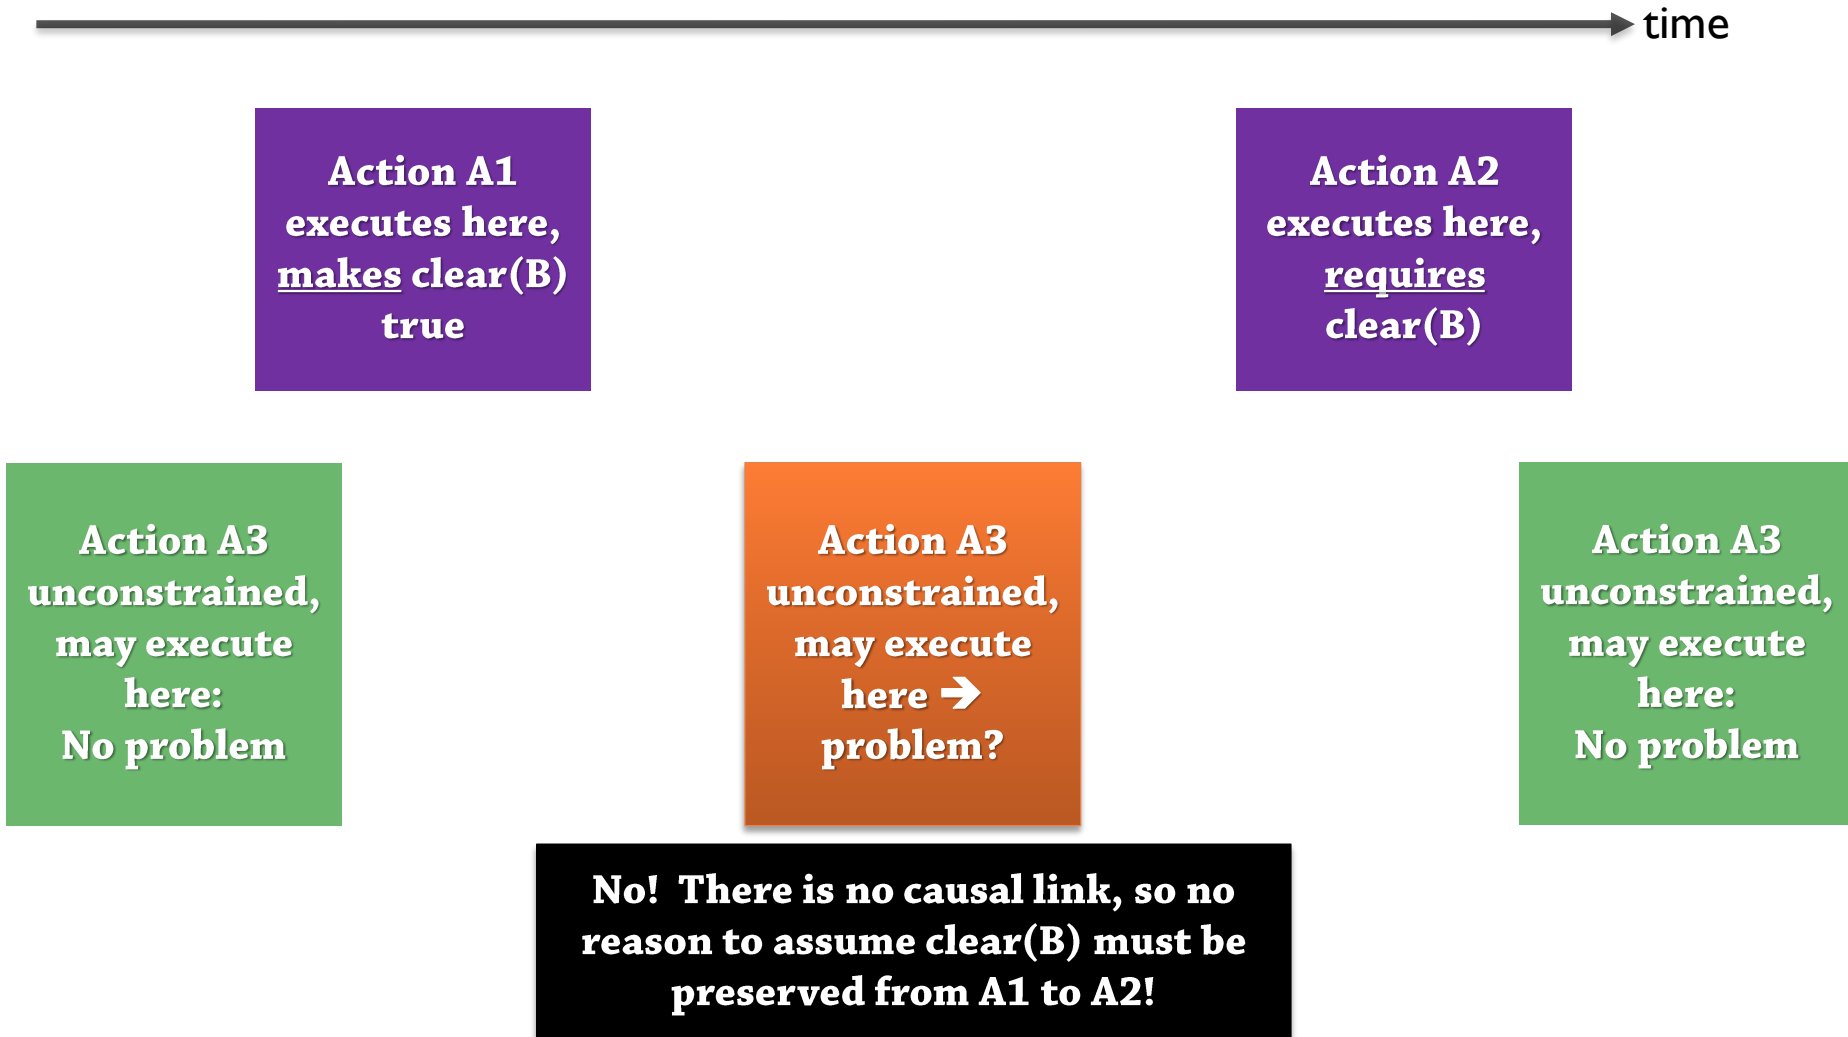 time
Action A1
executes here,
makes clear(B)
true
Action A2
executes here,
requires
clear(B)
Action A3
unconstrained,
may execute
here:
No problem
Action A3
unconstrained,
may execute
here ➔
problem?
Action A3
unconstrained,
may execute
here:
No problem
No!  There is no causal link, so no
reason to assume clear(B) must be
preserved from A1 to A2!